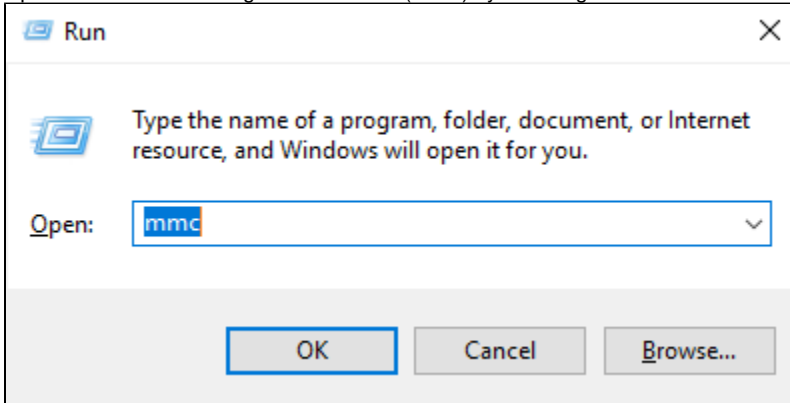 Run
Type the name of a program, folder, document, or Internet
resource, and Windows will open it for you.
Open:
mmc
OK
Cancel
Browse...